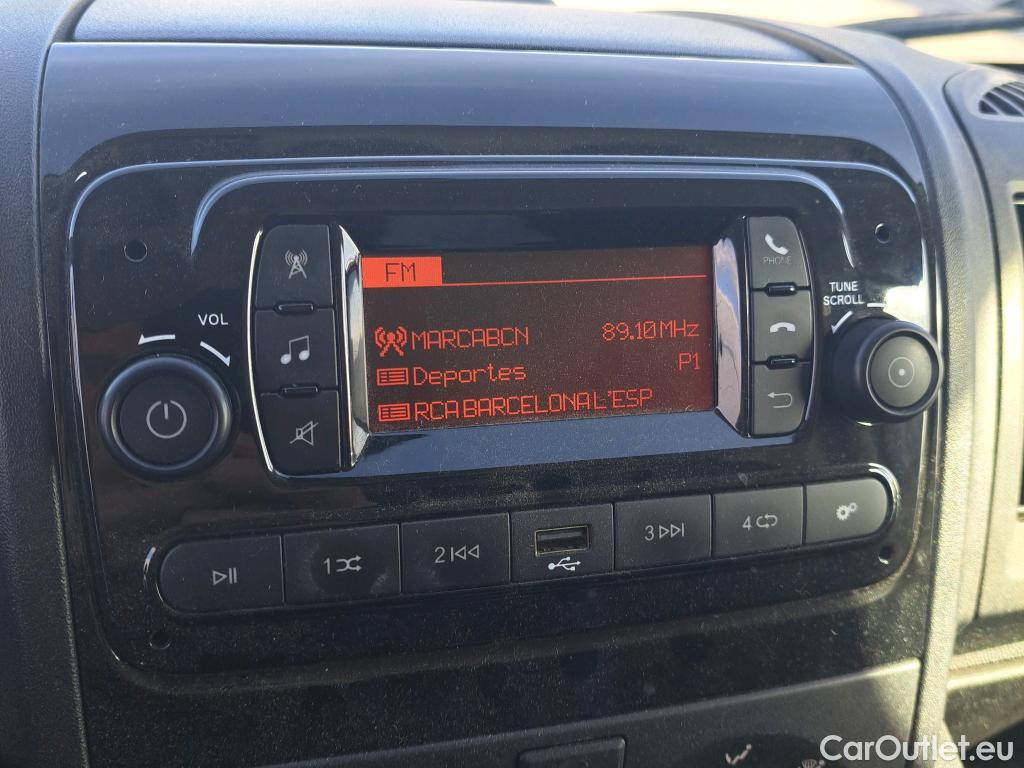 VOL
PHONE
TUNE
SCROLL
FM
MARCABCN 89.10 MHz
Deportes P1
RCA BARCELONA L'ESP
1
2
3
4
CarOutlet.eu